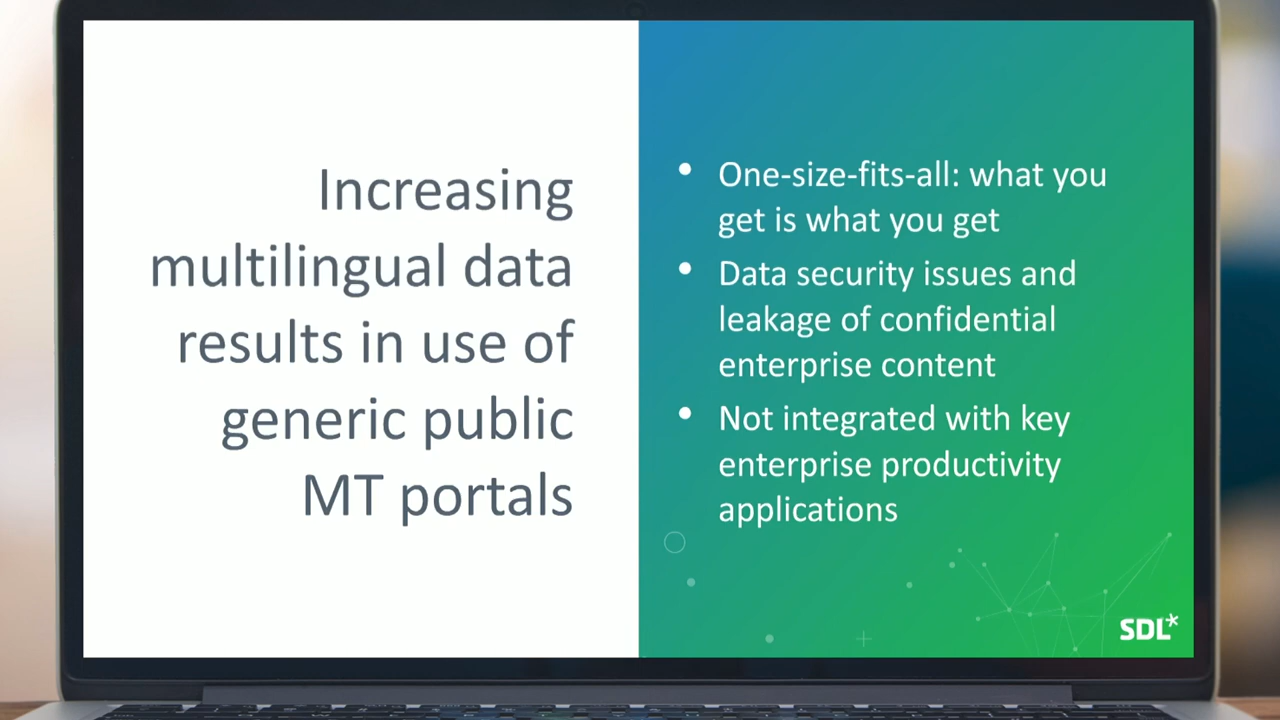 Increasing
multilingual data
results in use of
generic public
MT portals
• One-size-fits-all: what you
get is what you get
• Data security issues and
leakage of confidential
enterprise content
• Not integrated with key
enterprise productivity
applications
SDL*